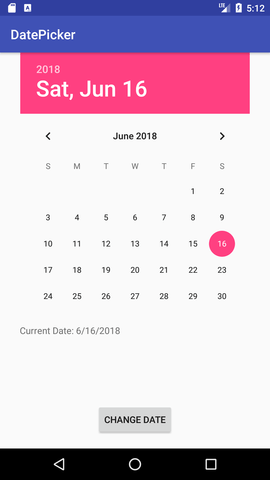 LTE 5:12
DatePicker
2018
Sat, Jun 16
June 2018
S M T W T F S
1 2
3 4 5 6 7 8 9
10 11 12 13 14 15 16
17 18 19 20 21 22 23
24 25 26 27 28 29 30
Current Date: 6/16/2018
CHANGE DATE